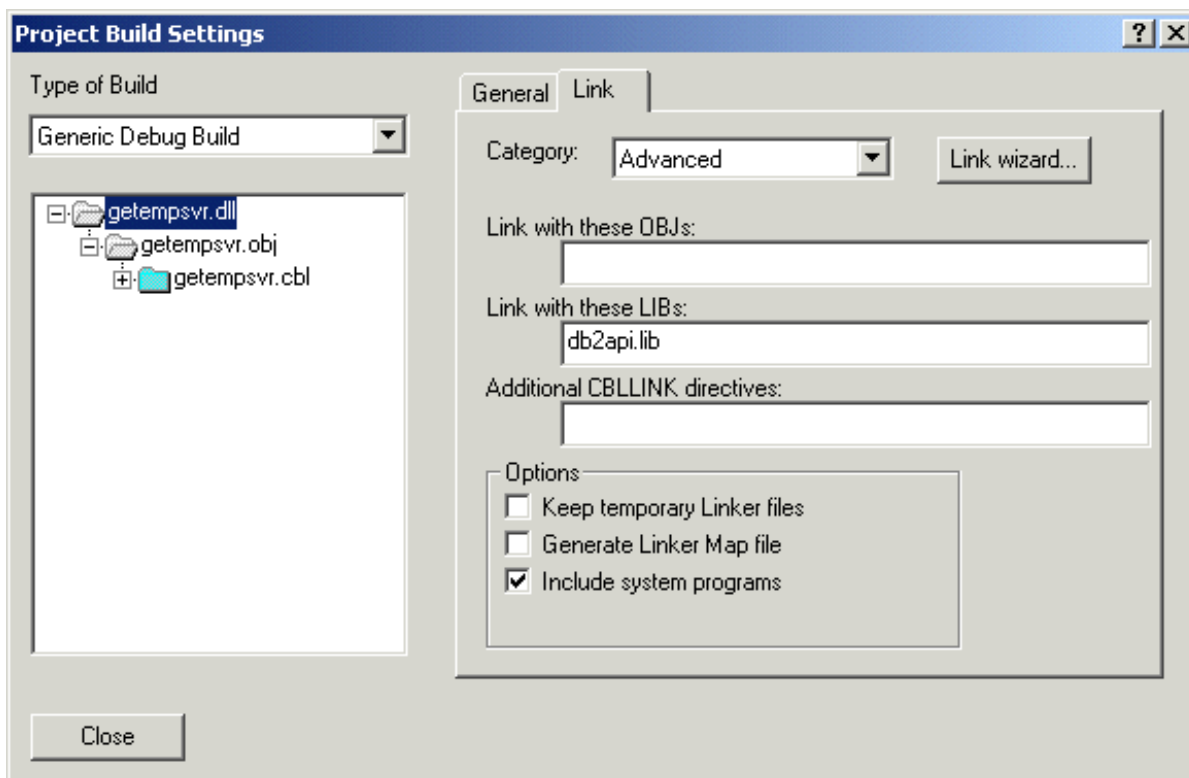 Project Build Settings
Type of Build
Generic Debug Build
getempsvr.dll
getempsvr.obj
getempsvr.cbl
General
Link
Category:
Advanced
Link wizard...
Link with these OBJs:
Link with these LIBs:
db2api.lib
Additional CBLLINK directives:
Options
Keep temporary Linker files
Generate Linker Map file
Include system programs
Close